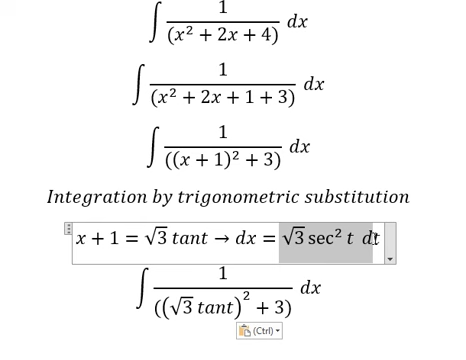 ∫ 1/(x² + 2x + 4) dx
∫ 1/(x² + 2x + 1 + 3) dx
∫ 1/((x + 1)² + 3) dx
Integration by trigonometric substitution
x + 1 = √3 tant → dx = √3 sec² t dt
∫ 1/((√3 tant)² + 3) dx
(Ctrl)